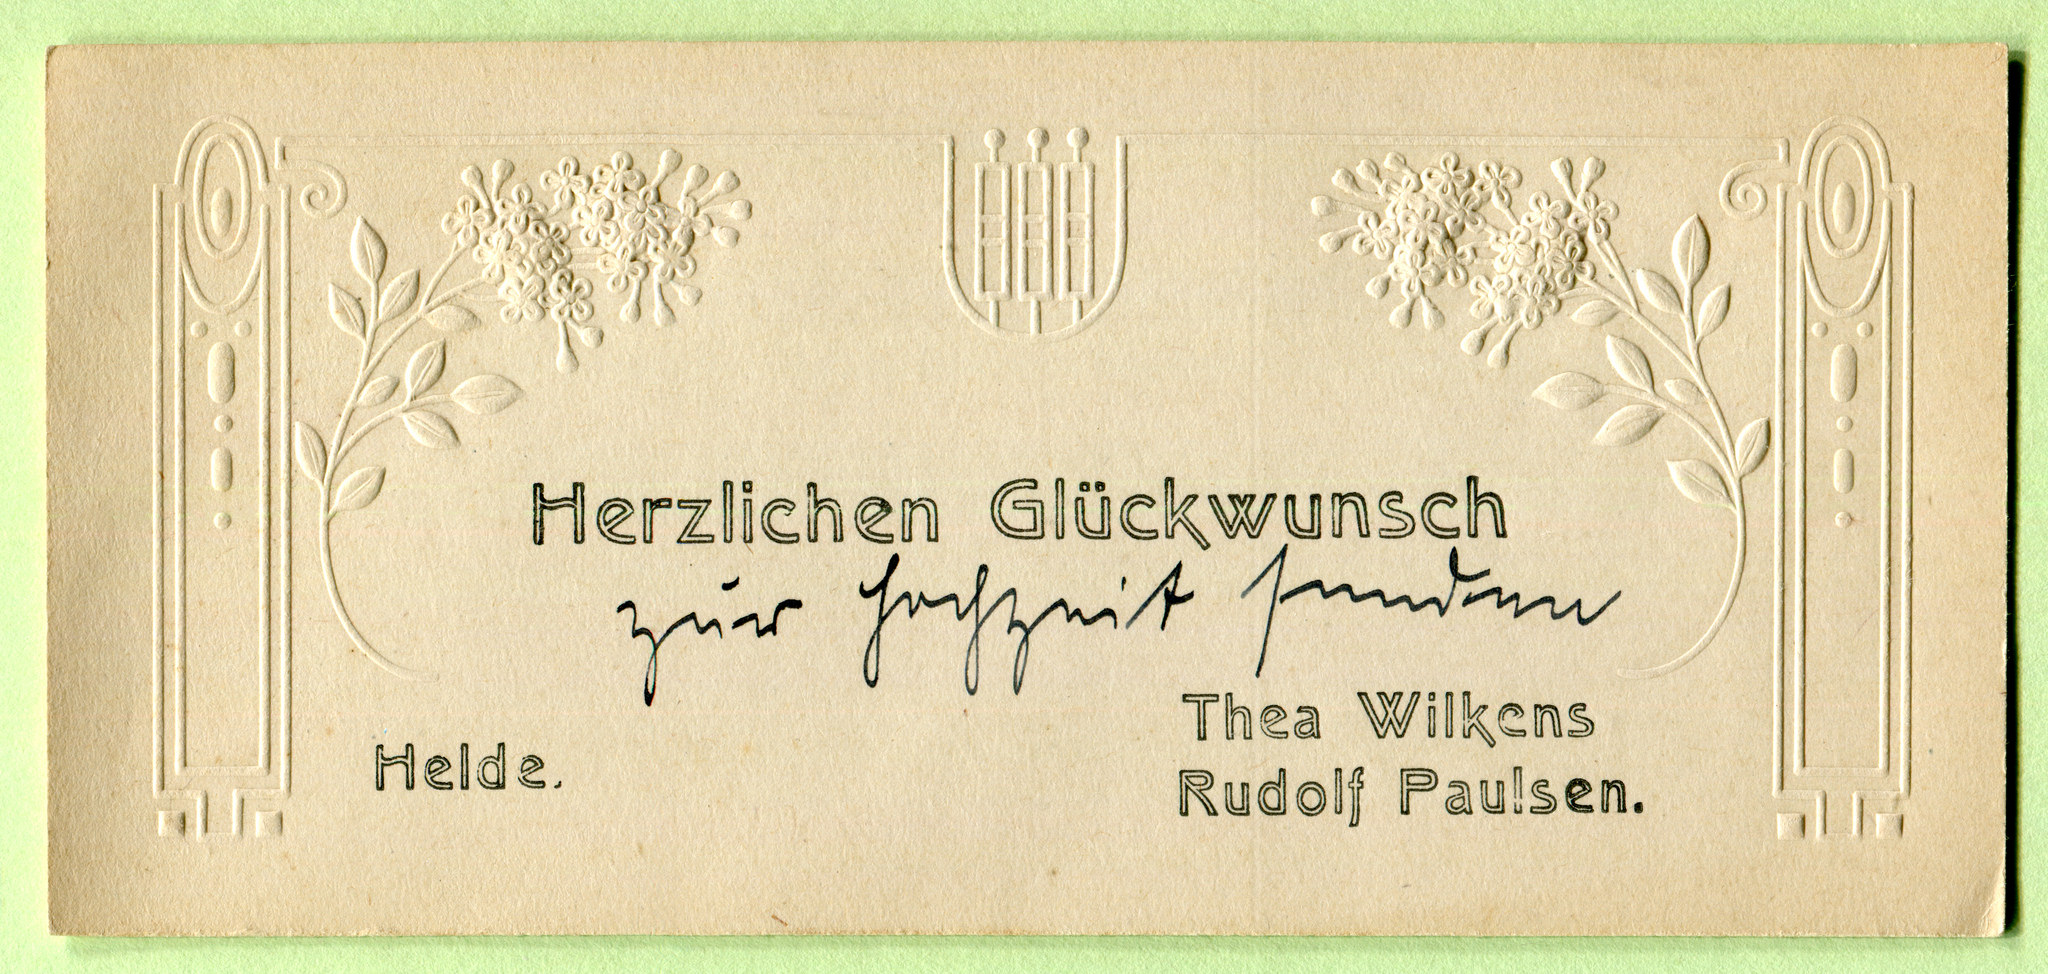 Herzlichen Glückwunsch
zur Hochzeit senden
Thea Wilkens
Helde.
Rudolf Paulsen.